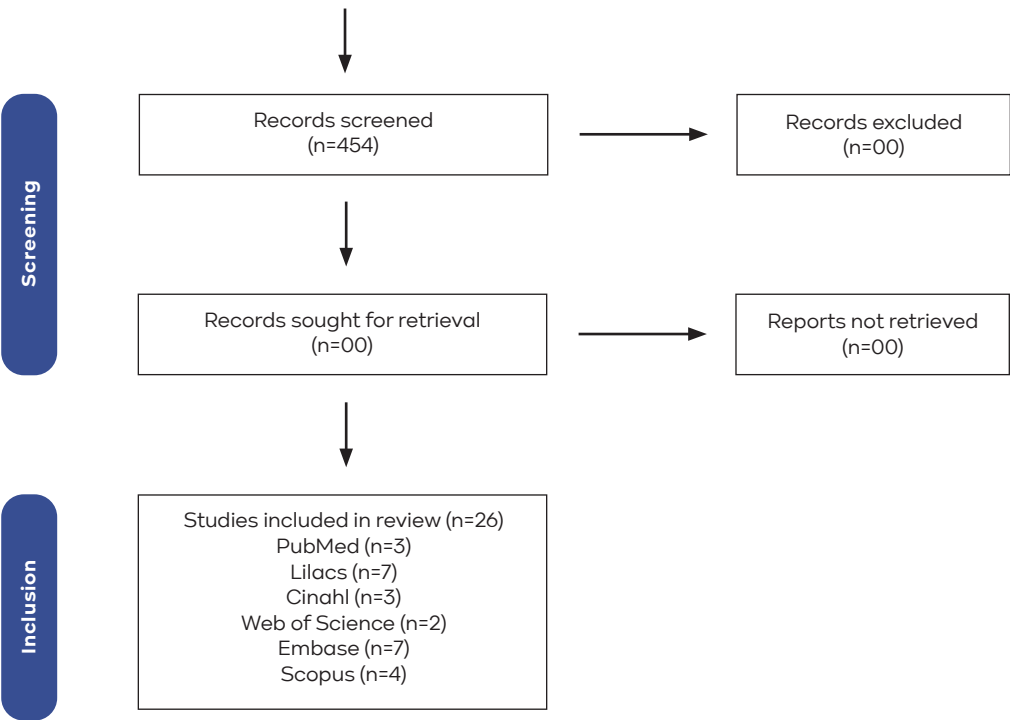 Screening
Records screened
(n=454)
Records excluded
(n=00)
Records sought for retrieval
(n=00)
Reports not retrieved
(n=00)
Inclusion
Studies included in review (n=26)
PubMed (n=3)
Lilacs (n=7)
Cinahl (n=3)
Web of Science (n=2)
Embase (n=7)
Scopus (n=4)